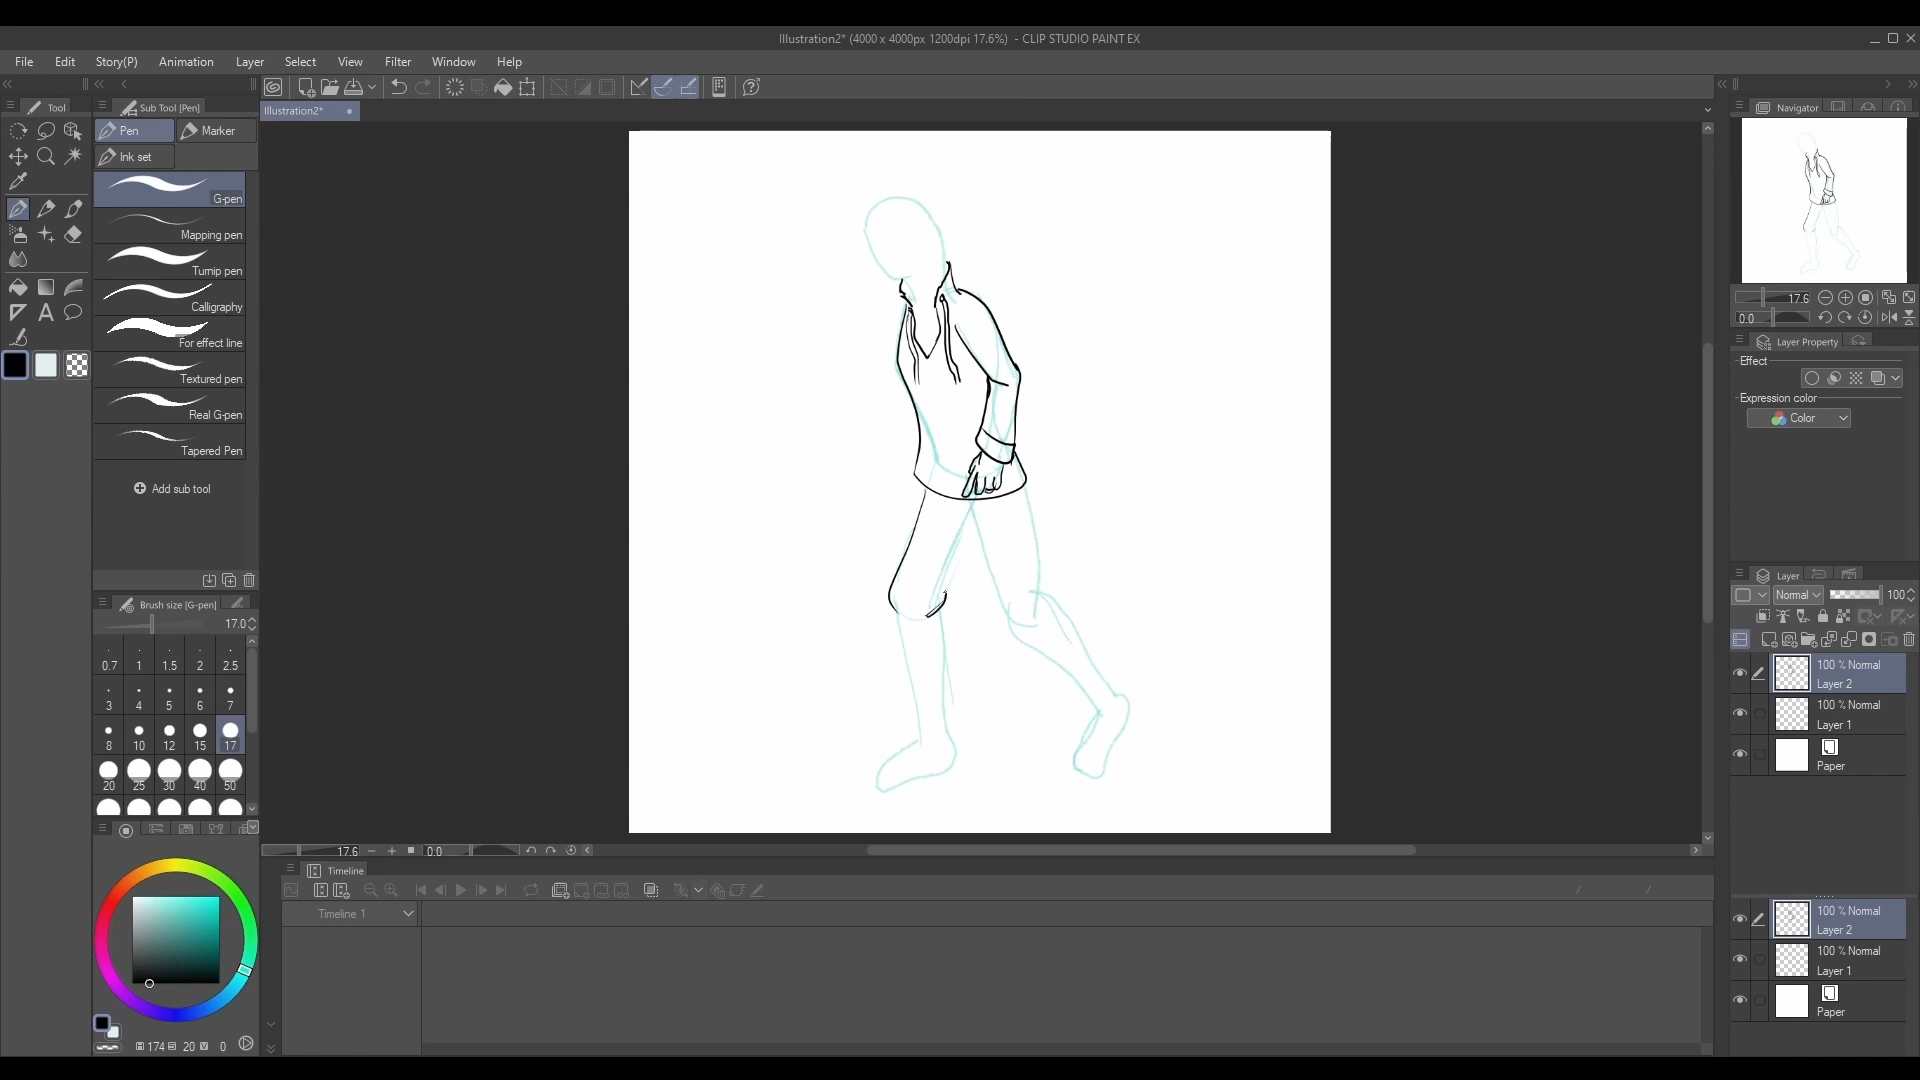 Illustration2* (4000 x 4000px 1200dpi 17.6%) - CLIP STUDIO PAINT EX
File Edit Story(P) Animation Layer Select View Filter Window Help
Tool
Sub Tool [Pen]
Illustration2*
Navigator
Pen
Marker
Ink set
G-pen
Mapping pen
Turnip pen
Calligraphy
For effect line
Textured pen
Real G-pen
Tapered Pen
Add sub tool
Brush size [G-pen]
17.0
0.7 1 1.5 2 2.5
3 4 5 6 7
8 10 12 15 17
20 25 30 40 50
174 20 0
17.6
0.0
Timeline
Timeline 1
17.6
0.0
Layer Property
Effect
Expression color
Color
Layer
Normal
100
100 % Normal
Layer 2
100 % Normal
Layer 1
Paper
100 % Normal
Layer 2
100 % Normal
Layer 1
Paper